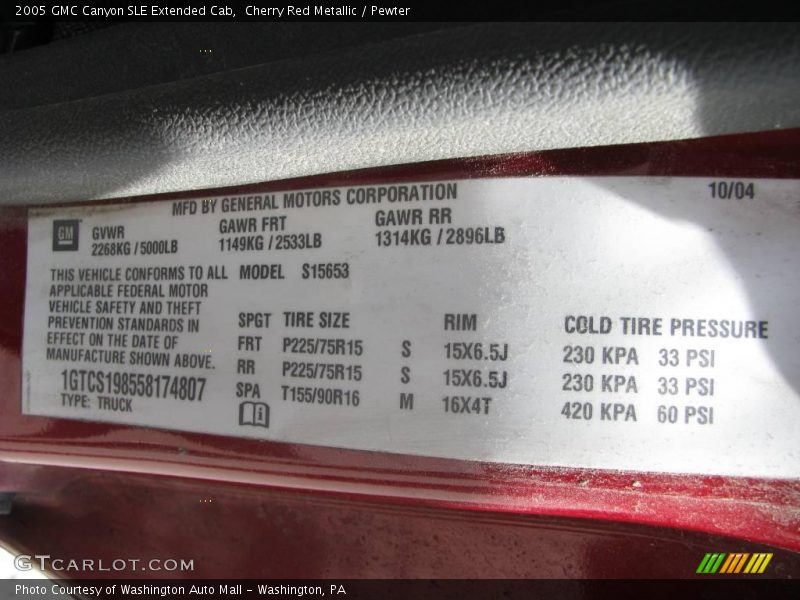 2005 GMC Canyon SLE Extended Cab, Cherry Red Metallic / Pewter
MFD BY GENERAL MOTORS CORPORATION 10/04
GM GVWR GAWR FRT GAWR RR
2268KG / 5000LB 1149KG / 2533LB 1314KG / 2896LB
THIS VEHICLE CONFORMS TO ALL MODEL S15653
APPLICABLE FEDERAL MOTOR
VEHICLE SAFETY AND THEFT
PREVENTION STANDARDS IN
EFFECT ON THE DATE OF
MANUFACTURE SHOWN ABOVE.
1GTCS198558174807
TYPE: TRUCK
SPGT TIRE SIZE RIM COLD TIRE PRESSURE
FRT P225/75R15 S 15X6.5J 230 KPA 33 PSI
RR P225/75R15 S 15X6.5J 230 KPA 33 PSI
SPA T155/90R16 M 16X4T 420 KPA 60 PSI
GTCARLOT.COM
Photo Courtesy of Washington Auto Mall - Washington, PA